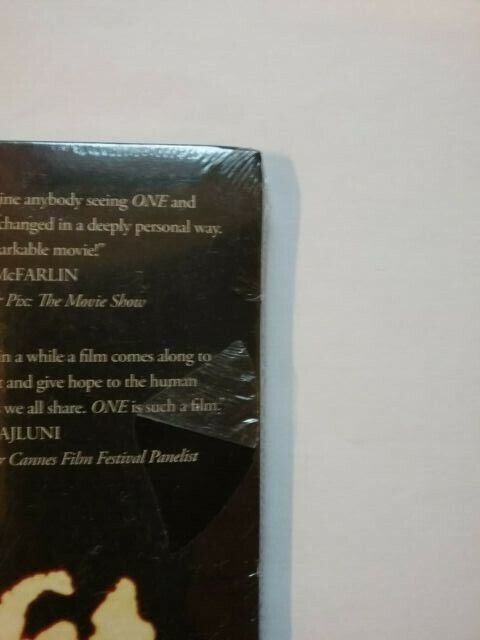 ine anybody seeing ONE and
changed in a deeply personal way.
arkable movie!"
McFARLIN
r Pix: The Movie Show
in a while a film comes along to
t and give hope to the human
we all share. ONE is such a film."
AJLUNI
r Cannes Film Festival Panelist